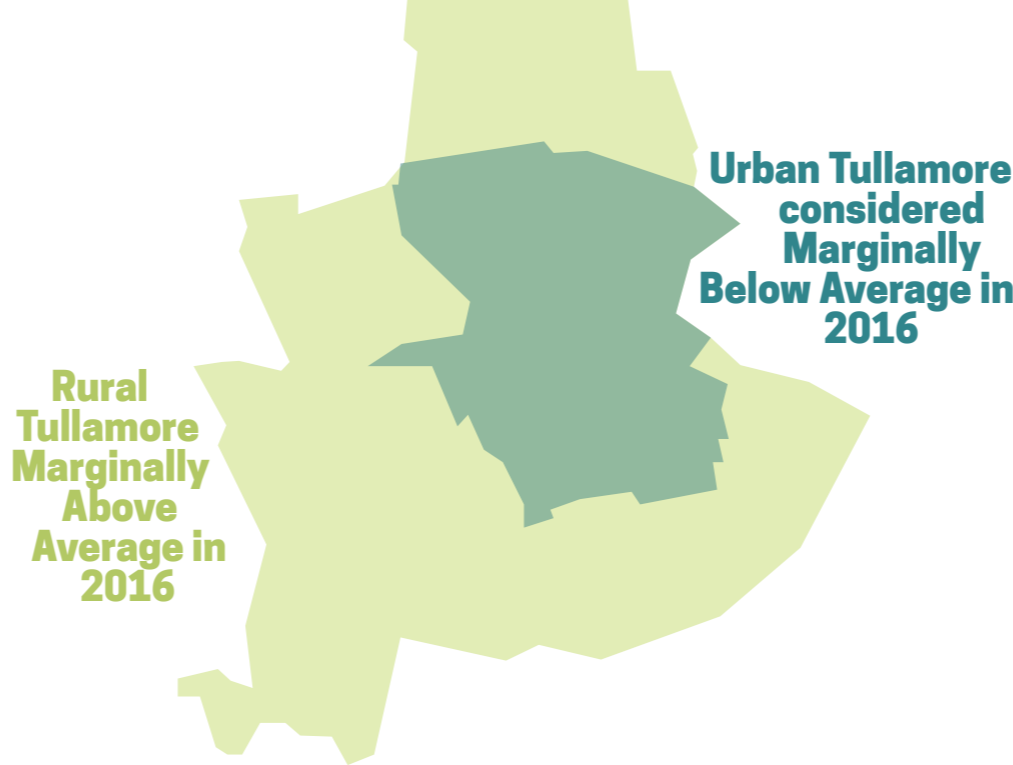 Urban Tullamore
considered
Marginally
Below Average in
2016
Rural
Tullamore
Marginally
Above
Average in
2016